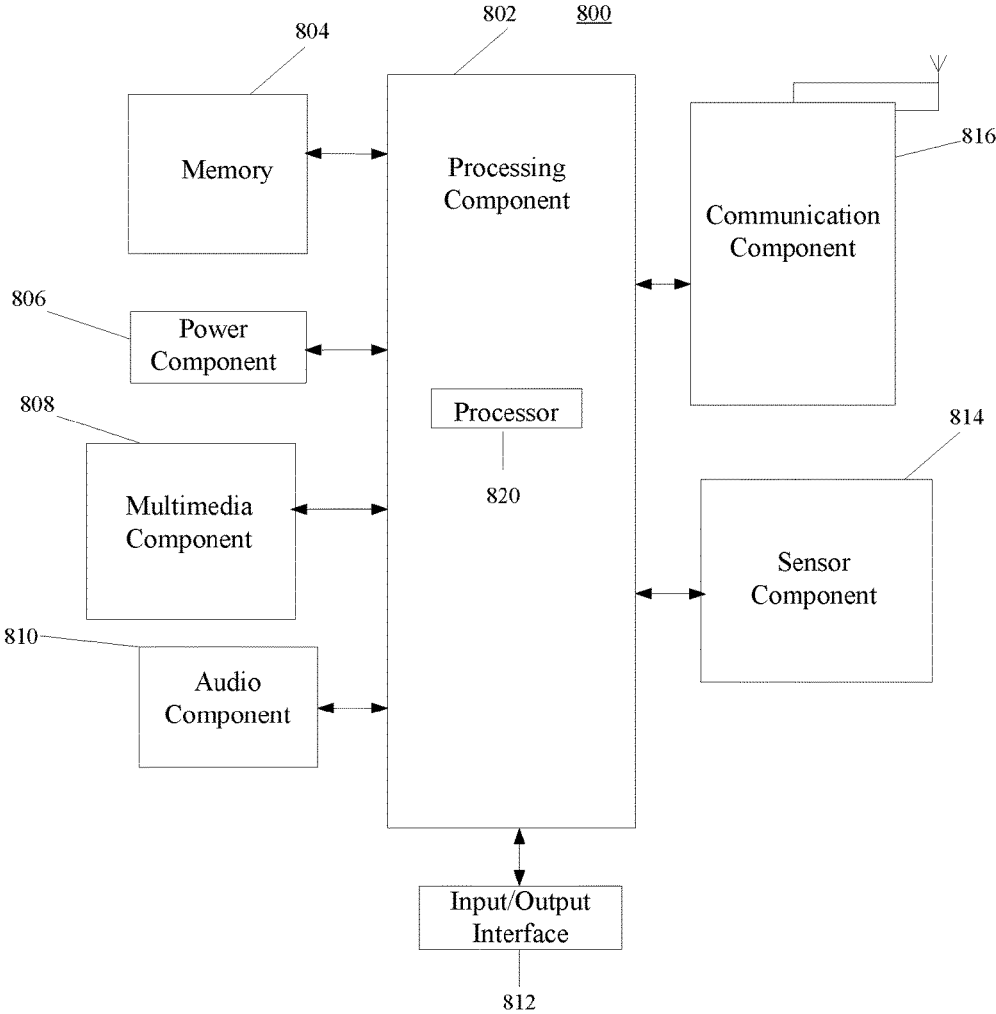 802
800
804
Memory
Processing
Component
816
Communication
Component
806
Power
Component
Processor
820
808
Multimedia
Component
814
Sensor
Component
810
Audio
Component
Input/Output
Interface
812